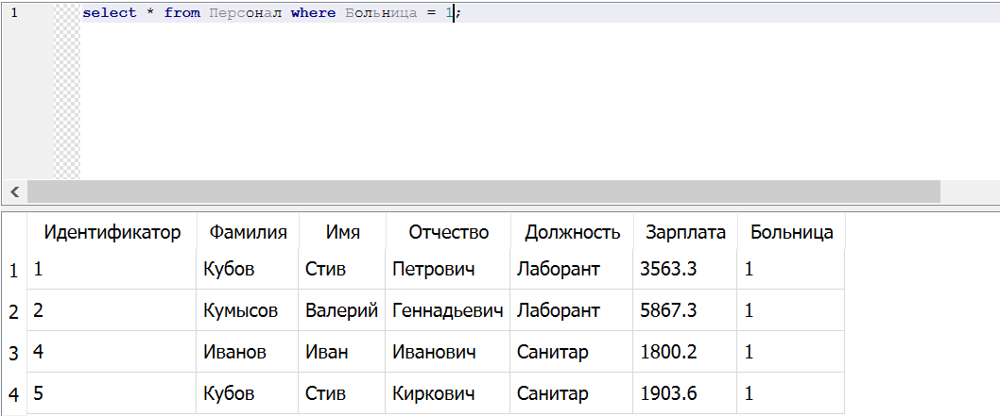 1 select * from Персонал where Больница = 1;
Идентификатор Фамилия Имя Отчество Должность Зарплата Больница
1 1 Кубов Стив Петрович Лаборант 3563.3 1
2 2 Кумысов Валерий Геннадьевич Лаборант 5867.3 1
3 4 Иванов Иван Иванович Санитар 1800.2 1
4 5 Кубов Стив Киркович Санитар 1903.6 1